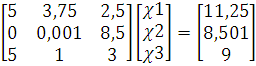 [5 3,75 2,5] [χ1] = [11,25]
[0 0,001 8,5] [χ2] = [8,501]
[5 1 3] [χ3] = [9]